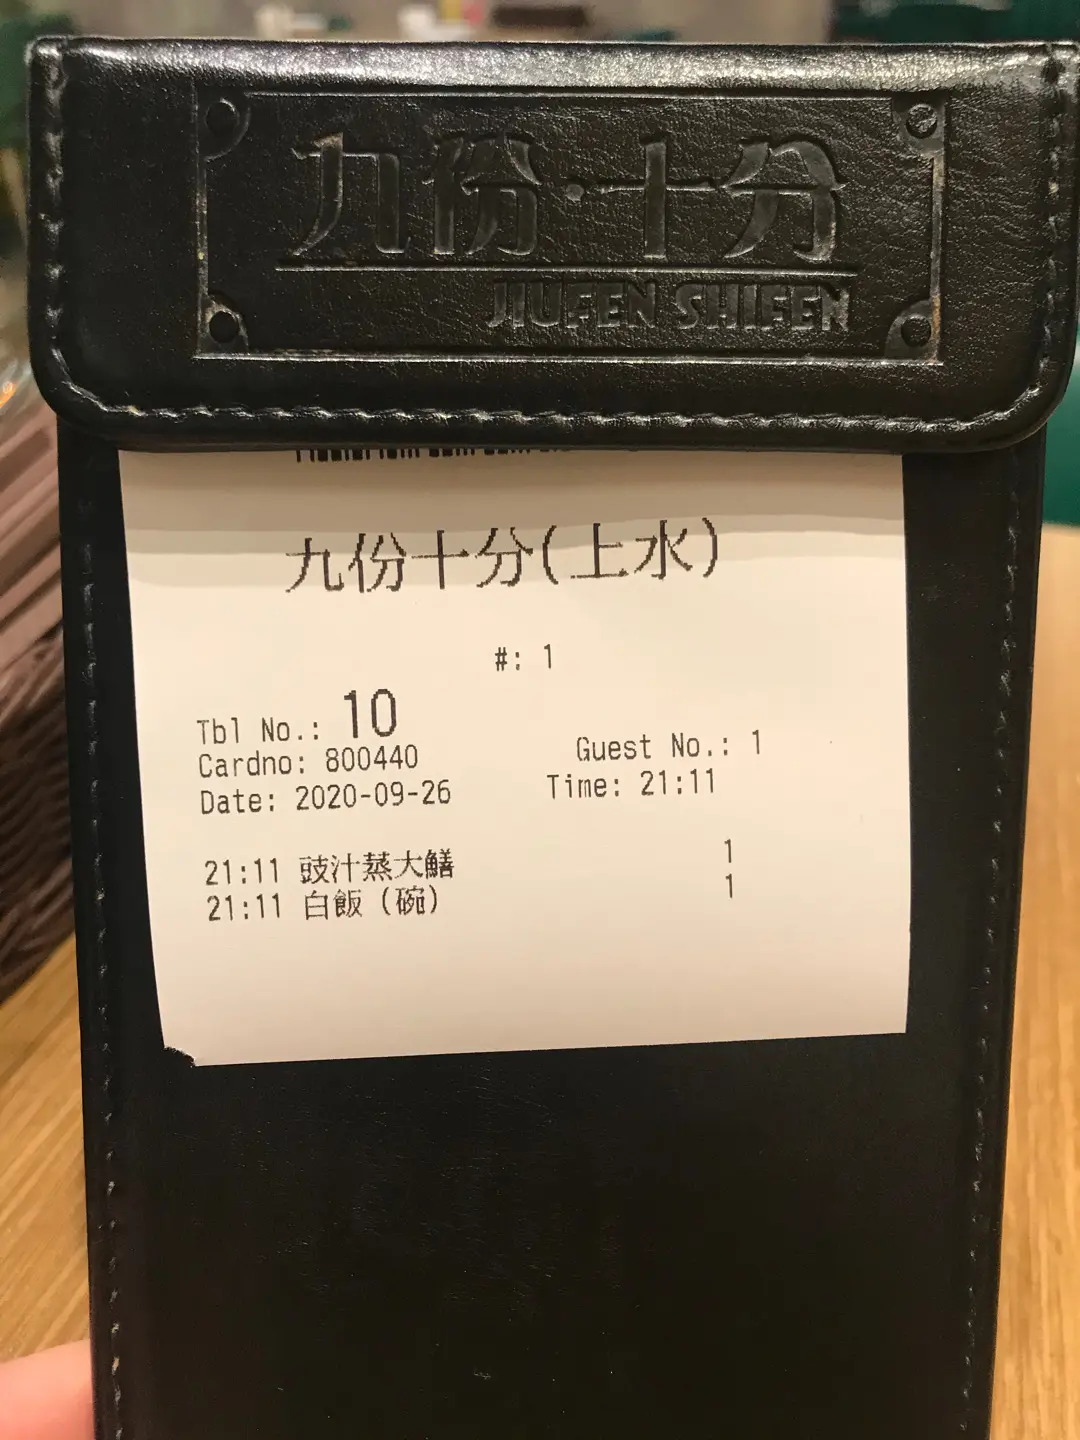 九份·十分
JIUFEN SHIFEN
九份十分(上水)
#: 1
Tbl No.: 10
Cardno: 800440
Guest No.: 1
Date: 2020-09-26
Time: 21:11
21:11 豉汁蒸大鱔 1
21:11 白飯（碗） 1